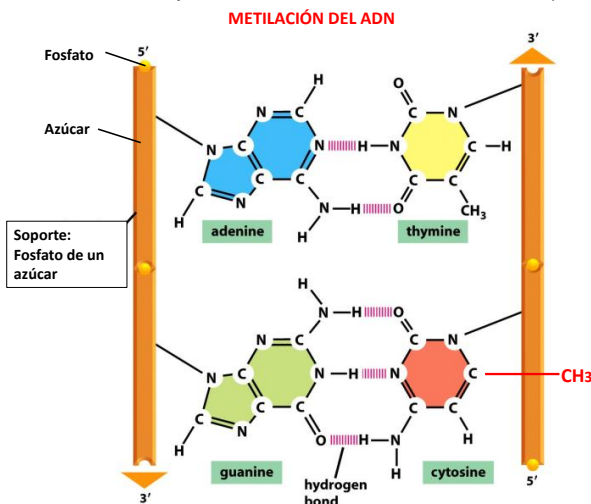 METILACIÓN DEL ADN
Fosfato
5′
3′
Azúcar
Soporte:
Fosfato de un
azúcar
H
N
C
C
N
N
C
C
N
C
C
N
H
N
H
H
adenine
O
C
N
H
N
C
H
C
C
O
CH3
thymine
H
N
H
N
C
C
N
N
C
C
N
H
C
C
N
H
O
guanine
O
C
N
N
C
CH3
C
C
H
H
N
H
cytosine
hydrogen
bond
3′
5′